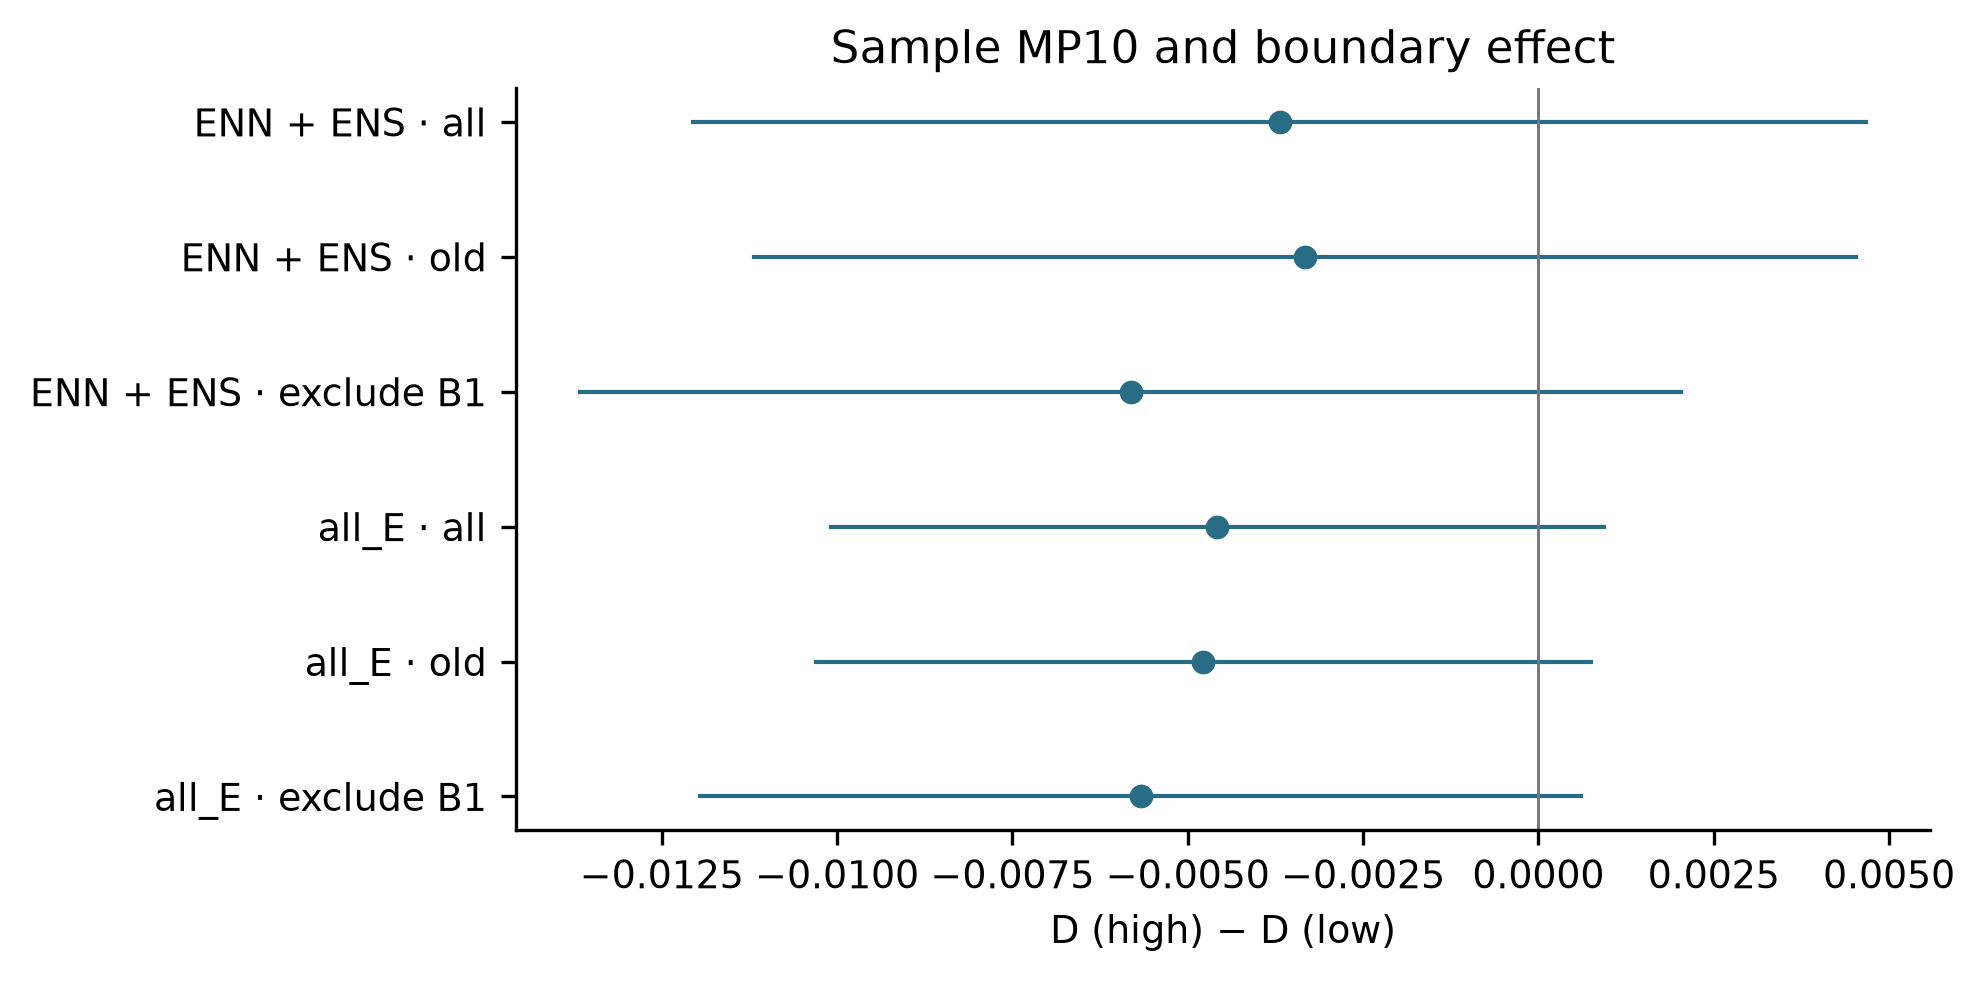 Sample MP10 and boundary effect
ENN + ENS · all
ENN + ENS · old
ENN + ENS · exclude B1
all_E · all
all_E · old
all_E · exclude B1
−0.0125 −0.0100 −0.0075 −0.0050 −0.0025 0.0000 0.0025 0.0050
D (high) − D (low)